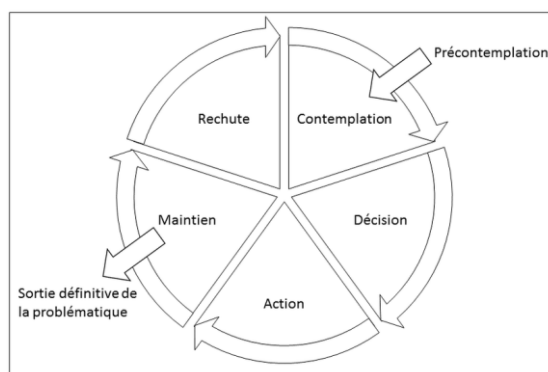 Précontemplation
Rechute
Contemplation
Maintien
Décision
Sortie définitive de
la problématique
Action